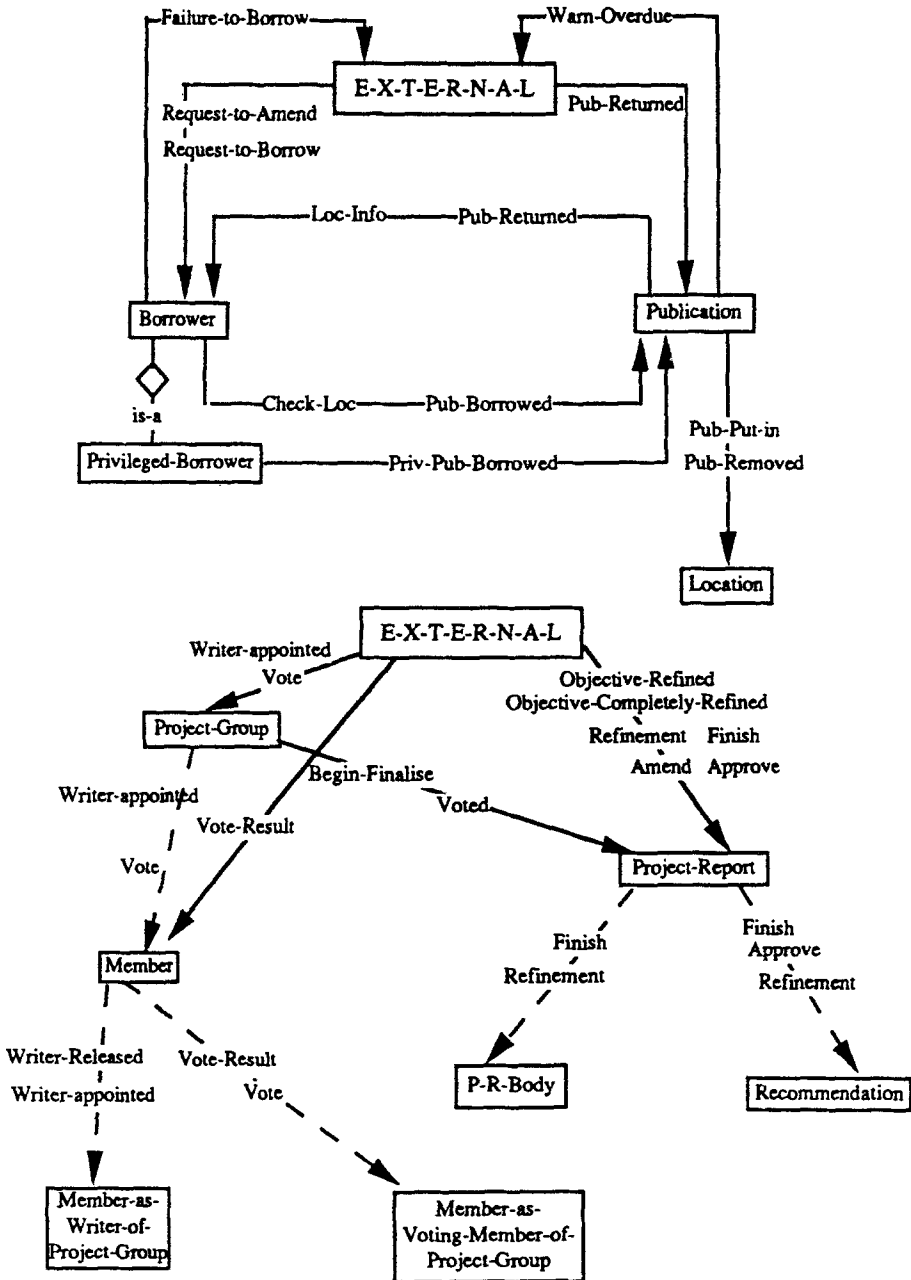 Failure-to-Borrow
Warn-Overdue
E-X-T-E-R-N-A-L
Request-to-Amend
Pub-Returned
Request-to-Borrow
Loc-Info
Pub-Returned
Borrower
Publication
is-a
Check-Loc
Pub-Borrowed
Pub-Put-in
Privileged-Borrower
Priv-Pub-Borrowed
Pub-Removed
Location
E-X-T-E-R-N-A-L
Writer-appointed
Vote
Objective-Refined
Objective-Completely-Refined
Project-Group
Refinement Finish
Amend Approve
Begin-Finalise
Writer-appointed
Voted
Vote-Result
Vote
Project-Report
Member
Finish
Refinement
Finish
Approve
Refinement
Writer-Released
Writer-appointed
Vote-Result
Vote
P-R-Body
Recommendation
Member-as-
Writer-of-
Project-Group
Member-as-
Voting-Member-of-
Project-Group